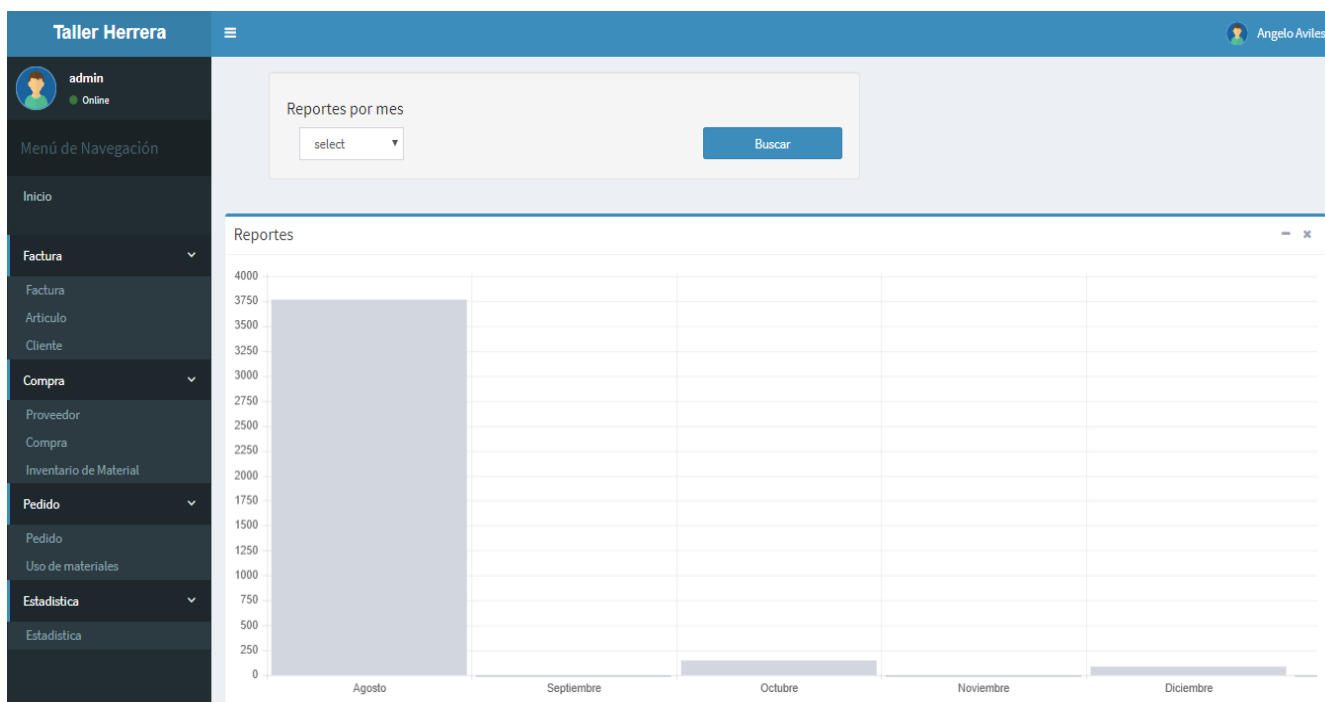 Taller Herrera
Angelo Aviles
admin
Online
Menú de Navegación
Inicio
Factura
Factura
Articulo
Cliente
Compra
Proveedor
Compra
Inventario de Material
Pedido
Pedido
Uso de materiales
Estadistica
Estadistica
Reportes por mes
select
Buscar
Reportes
4000
3750
3500
3250
3000
2750
2500
2250
2000
1750
1500
1250
1000
750
500
250
0
Agosto Septiembre Octubre Noviembre Diciembre